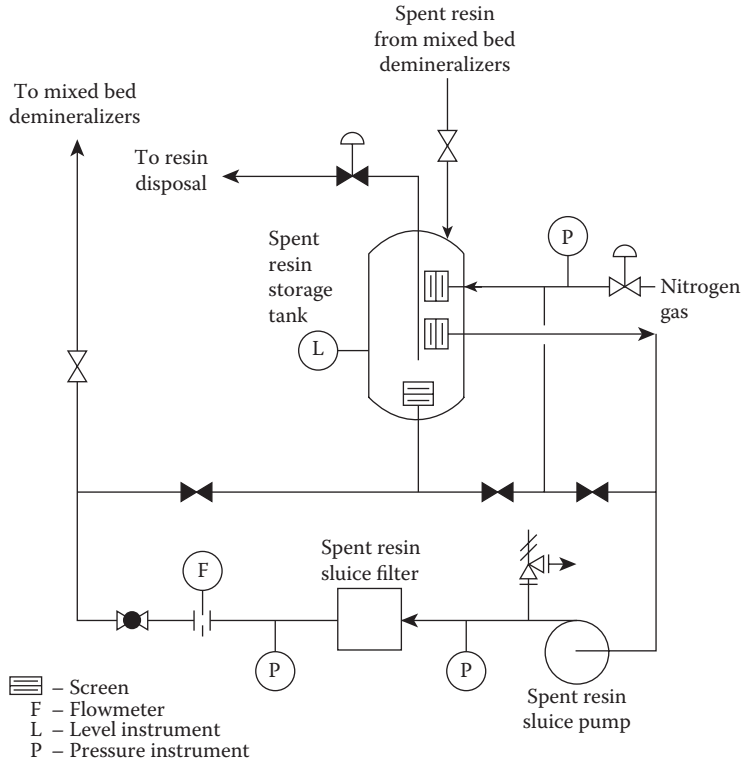 Spent resin
from mixed bed
demineralizers
To mixed bed
demineralizers
To resin
disposal
Spent
resin
storage
tank
P
Nitrogen
gas
L
Spent resin
sluice filter
F
P
P
Spent resin
sluice pump
– Screen
F – Flowmeter
L – Level instrument
P – Pressure instrument